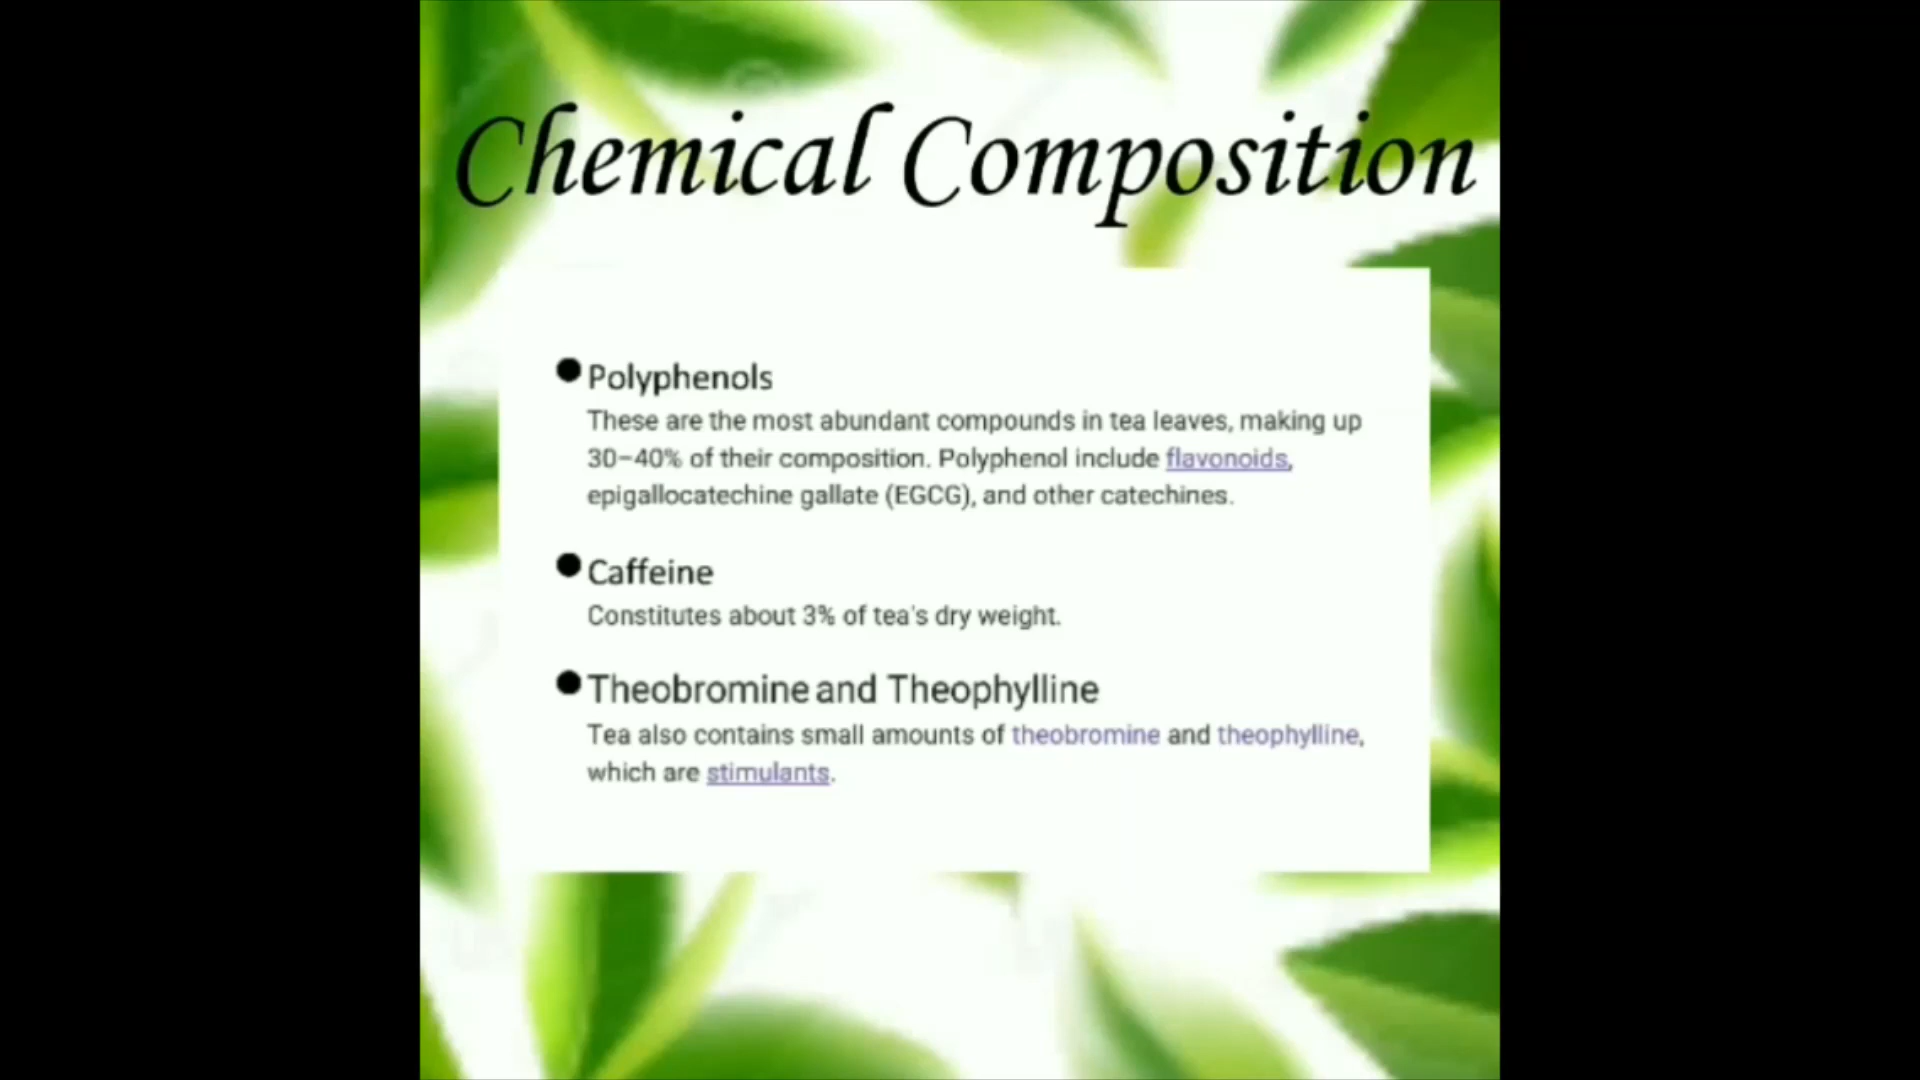 Chemical Composition
Polyphenols
These are the most abundant compounds in tea leaves, making up
30–40% of their composition. Polyphenol include flavonoids,
epigallocatechine gallate (EGCG), and other catechines.
Caffeine
Constitutes about 3% of tea's dry weight.
Theobromine and Theophylline
Tea also contains small amounts of theobromine and theophylline,
which are stimulants.